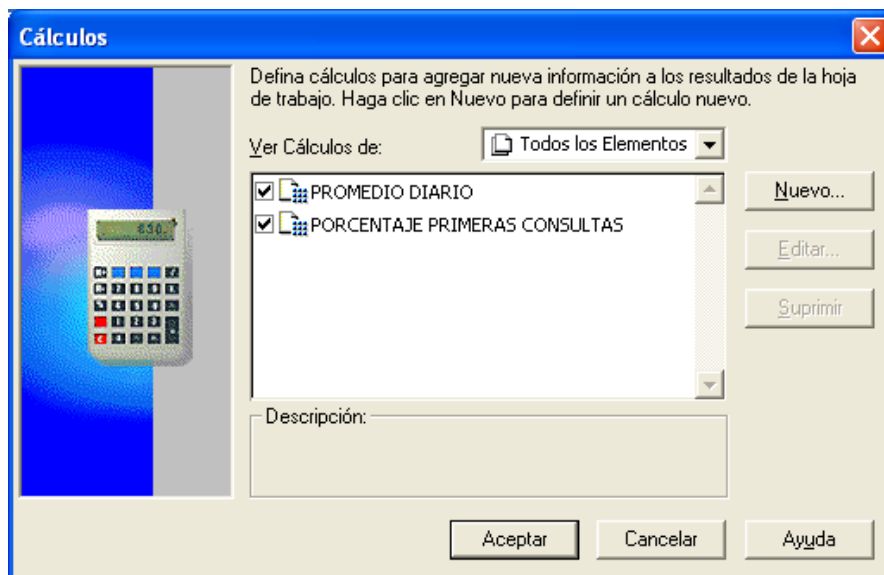 Cálculos
Defina cálculos para agregar nueva información a los resultados de la hoja
de trabajo. Haga clic en Nuevo para definir un cálculo nuevo.
Ver Cálculos de:
Todos los Elementos
PROMEDIO DIARIO
PORCENTAJE PRIMERAS CONSULTAS
Nuevo...
Editar...
Suprimir
Descripción:
Aceptar
Cancelar
Ayuda